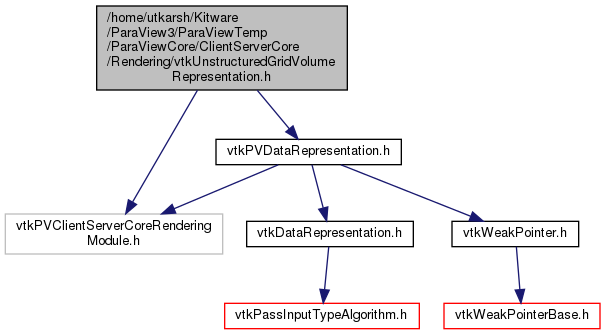 /home/utkarsh/Kitware
/ParaView3/ParaViewTemp
/ParaViewCore/ClientServerCore
/Rendering/vtkUnstructuredGridVolume
Representation.h
vtkPVDataRepresentation.h
vtkPVClientServerCoreRendering
Module.h
vtkDataRepresentation.h
vtkWeakPointer.h
vtkPassInputTypeAlgorithm.h
vtkWeakPointerBase.h